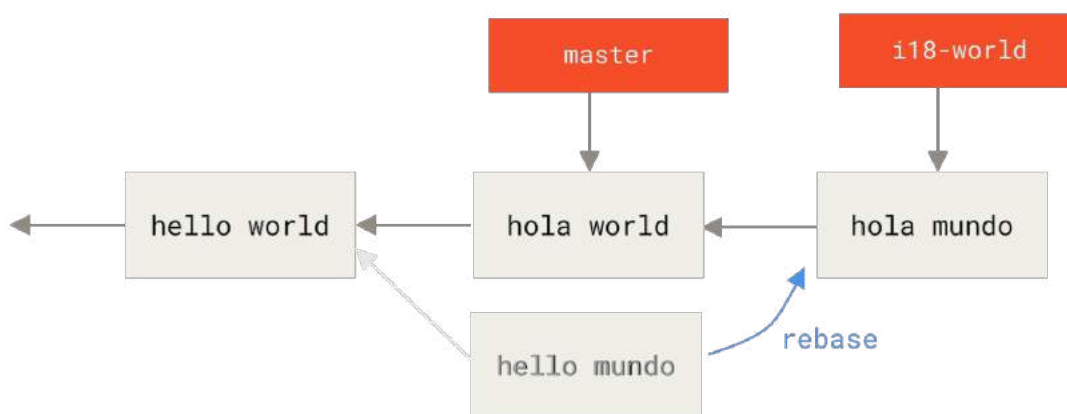 master
i18-world
hello world
hola world
hola mundo
rebase
hello mundo